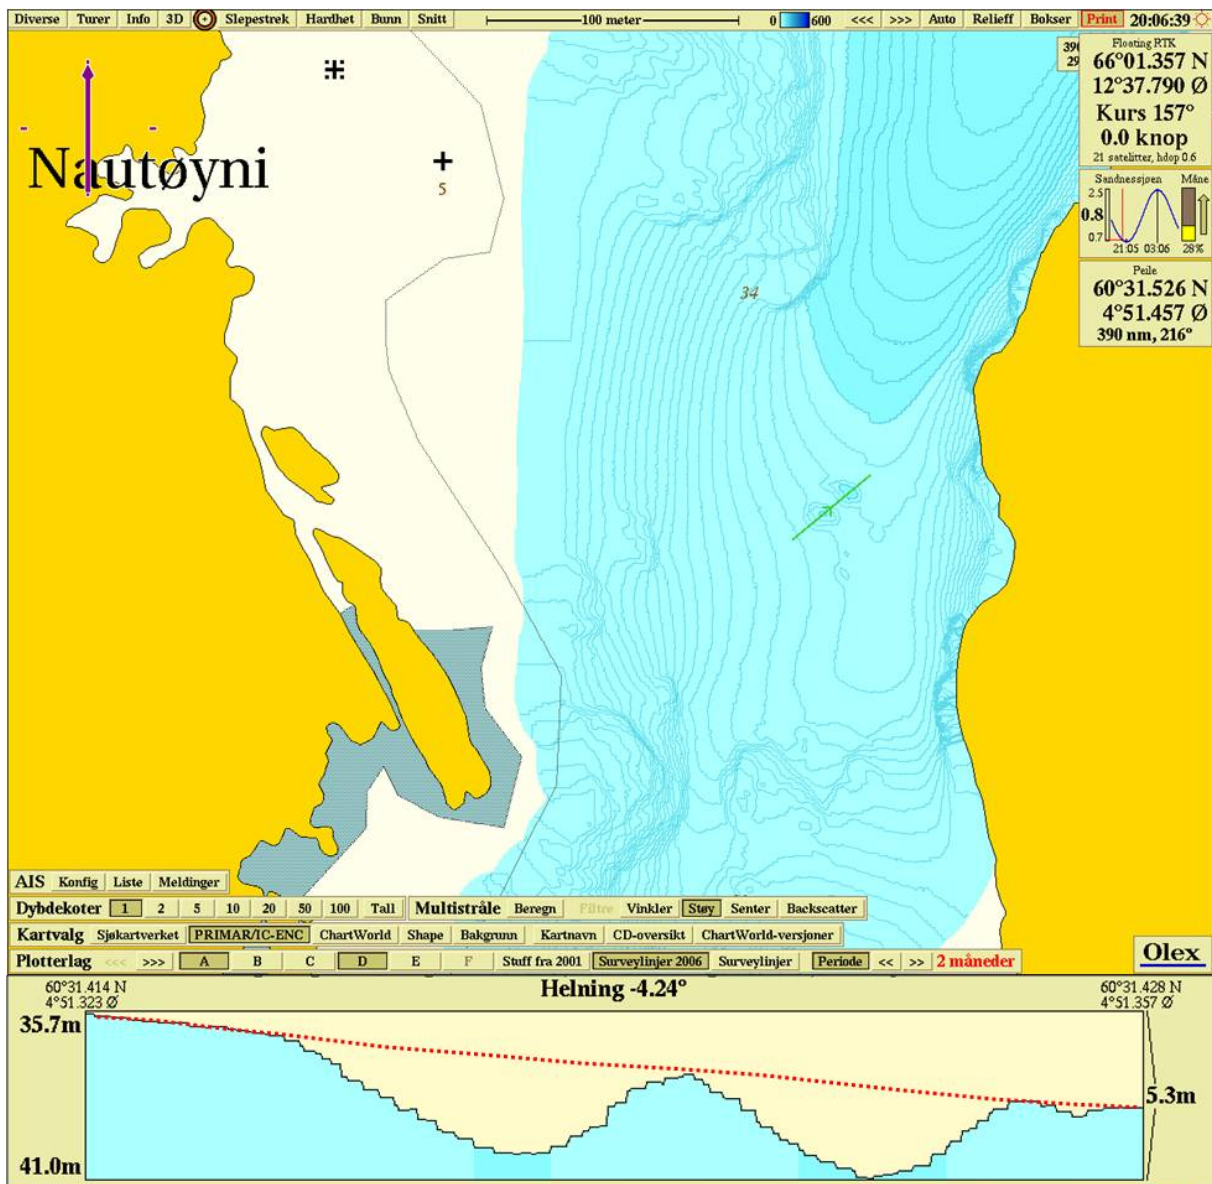 Diverse Turer Info 3D Slepestrek Hardhet Bunn Snitt 100 meter 0 600 <<< >>> Auto Relieff Bokser Print 20:06:39
Floating RTK
66°01.357 N
12°37.790 Ø
Kurs 157°
0.0 knop
21 satelitter, hdop 0.6
Sandnessjøen Måne
2.5
0.8
0.7
21:05 03:06 28%
Peile
60°31.526 N
4°51.457 Ø
390 nm, 216°
390
29
Nautøyni
5
34
AIS Konfig Liste Meldinger
Dybdekoter 1 2 5 10 20 50 100 Tall Multistråle Beregn Filtre Vinkler Støy Senter Backscatter
Kartvalg Sjøkartverket PRIMAR/IC-ENC ChartWorld Shape Bakgrunn Kartnavn CD-oversikt ChartWorld-versjoner
Plotterlag <<< >>> A B C D E F Stuff fra 2001 Surveylinjer 2006 Surveylinjer Periode << >> 2 måneder
Olex
60°31.414 N
4°51.323 Ø
Helning -4.24°
60°31.428 N
4°51.357 Ø
35.7m
5.3m
41.0m